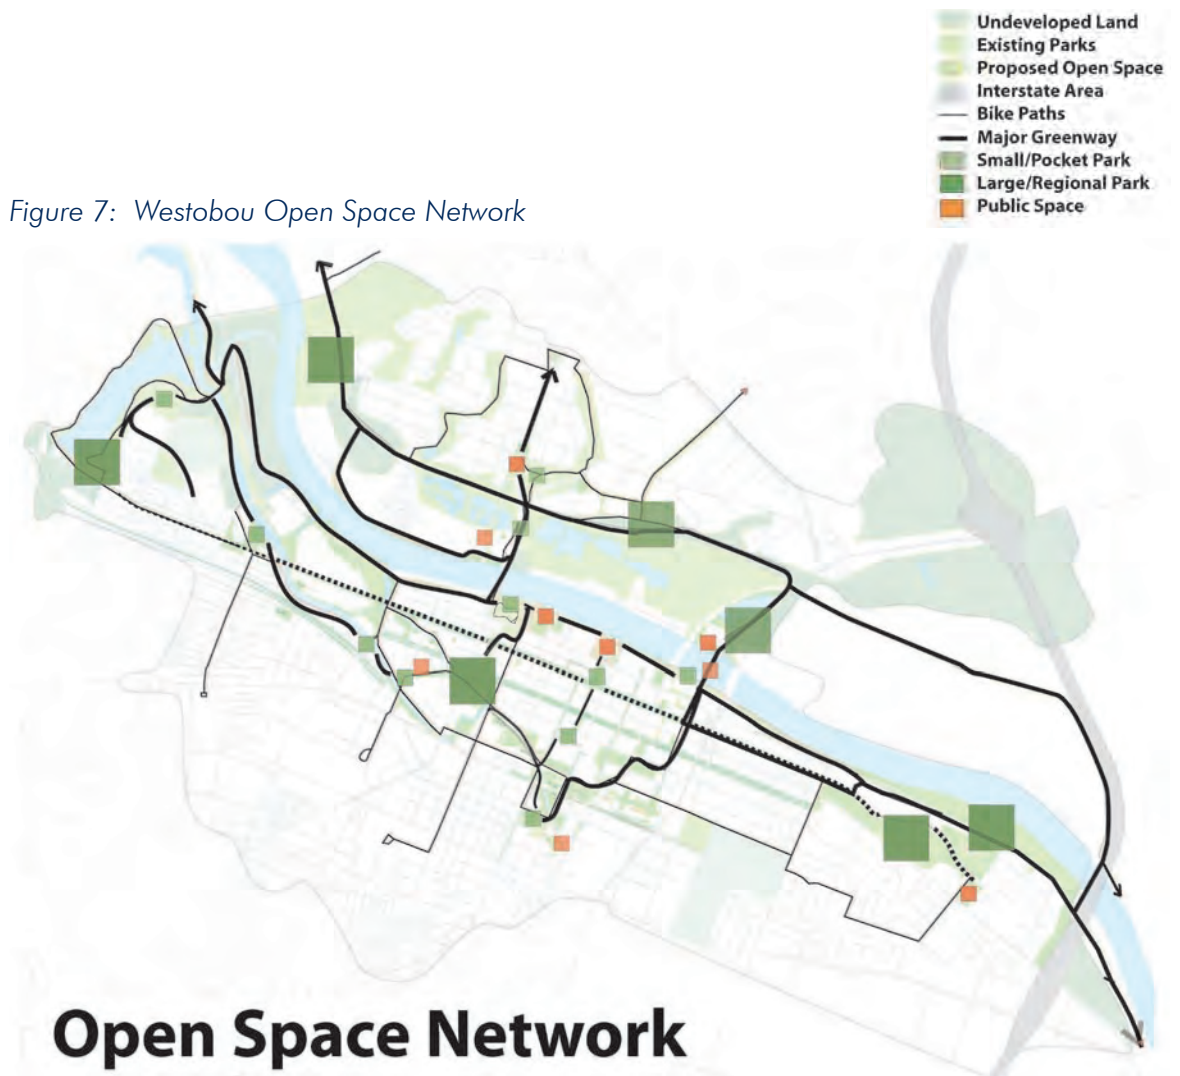 Undeveloped Land
Existing Parks
Proposed Open Space
Interstate Area
Bike Paths
Major Greenway
Small/Pocket Park
Large/Regional Park
Public Space
Figure 7: Westobou Open Space Network
Open Space Network